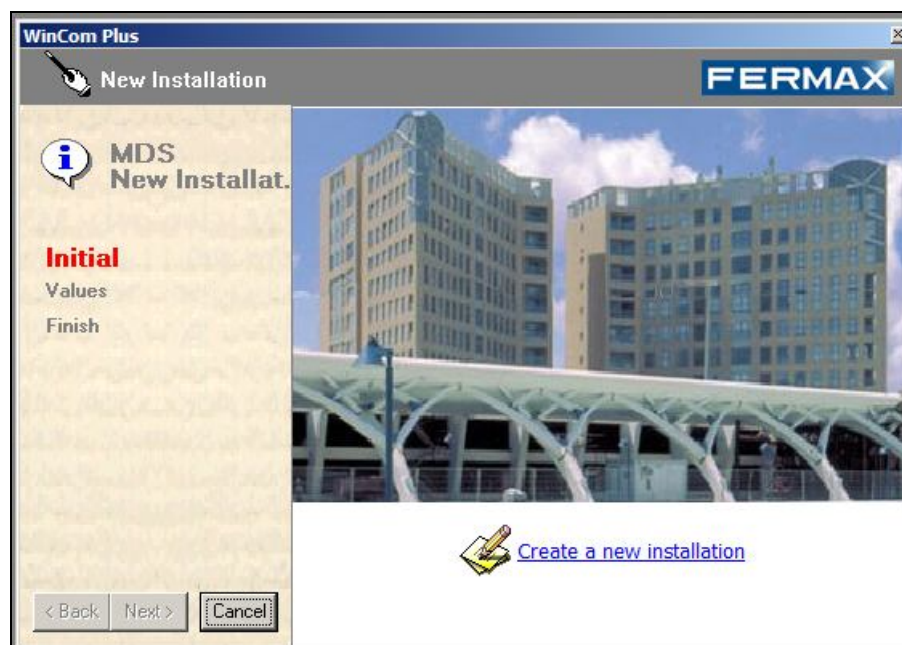 WinCom Plus
New Installation
FERMAX
MDS
New Installat.
Initial
Values
Finish
Create a new installation
< Back
Next >
Cancel